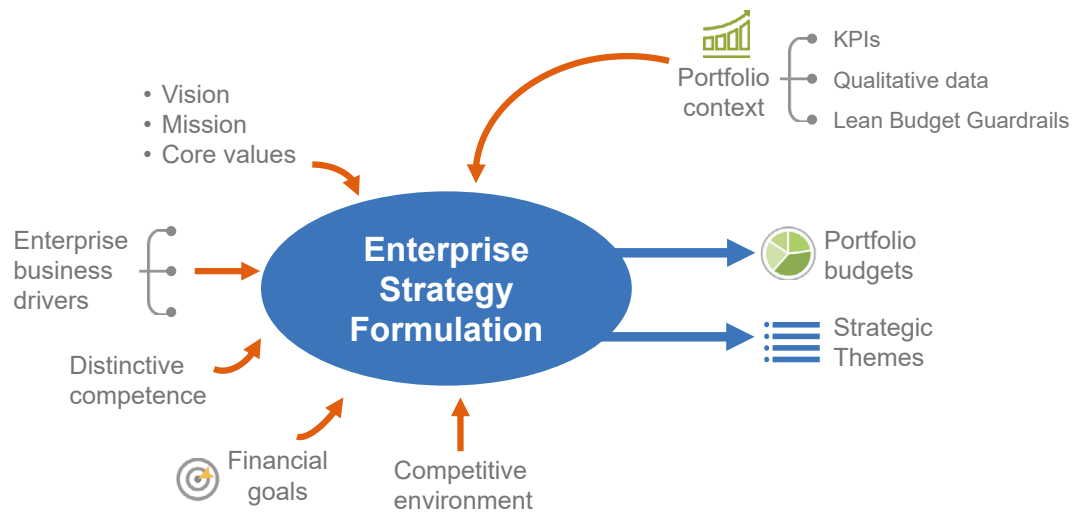 KPIs
Portfolio
context
Qualitative data
Lean Budget Guardrails
• Vision
• Mission
• Core values
Enterprise
business
drivers
Enterprise
Strategy
Formulation
Portfolio
budgets
Strategic
Themes
Distinctive
competence
Financial
goals
Competitive
environment